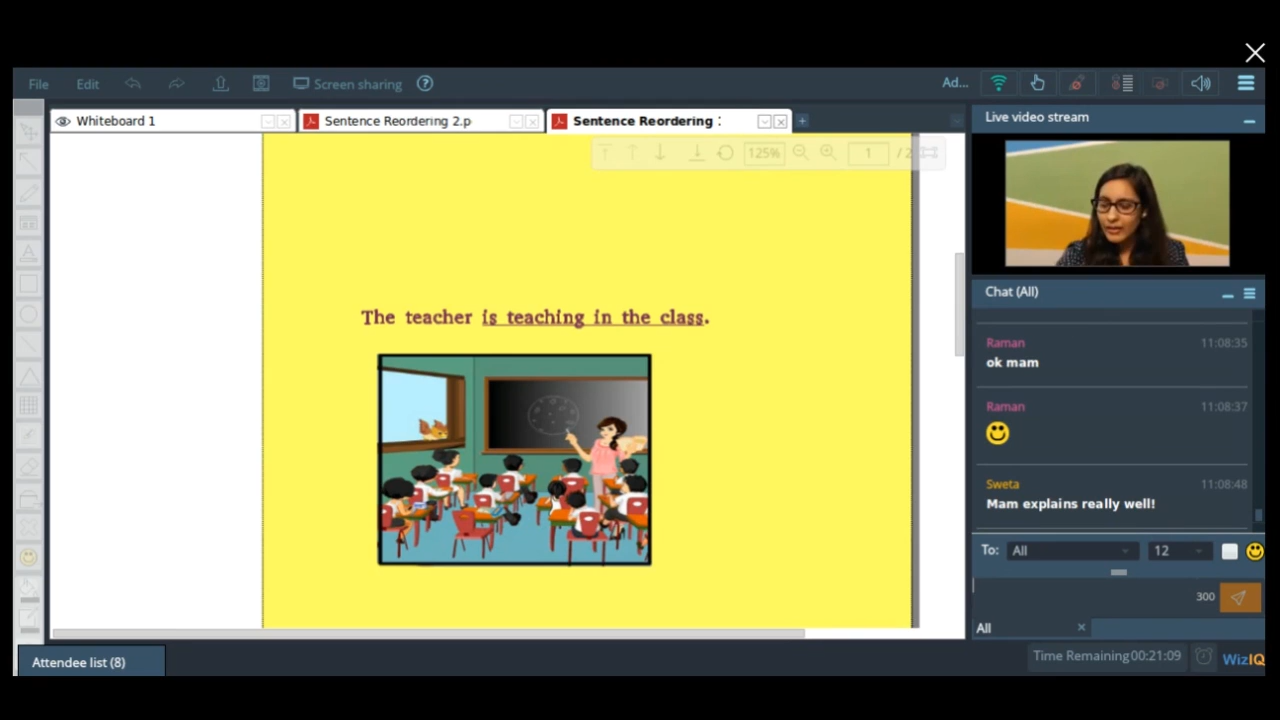 File Edit Screen sharing ? Ad...
Whiteboard 1 Sentence Reordering 2.p Sentence Reordering : +
125% 1 / 2
The teacher is teaching in the class.
Live video stream
Chat (All)
Raman 11:08:35
ok mam
Raman 11:08:37
Sweta 11:08:48
Mam explains really well!
To: All 12
300
All
Attendee list (8)
Time Remaining 00:21:09 WizIQ